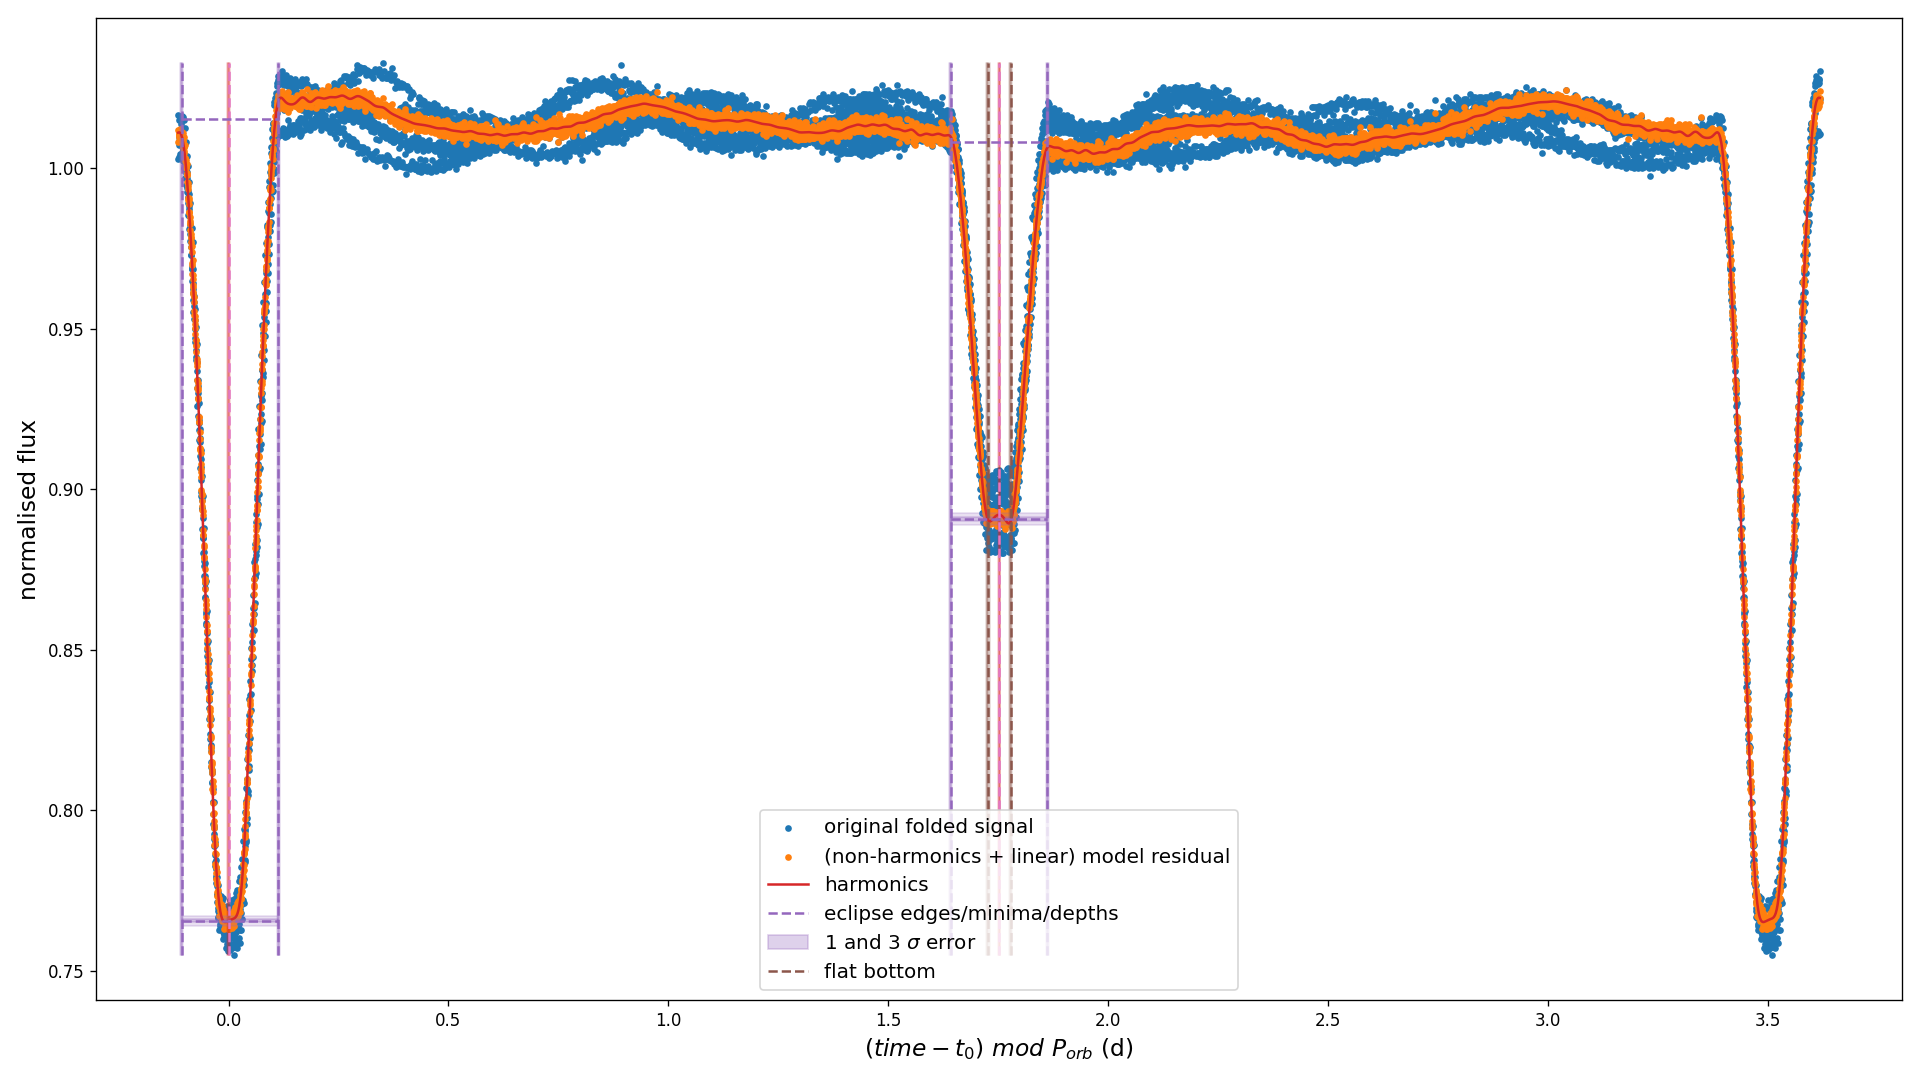 normalised flux
1.00
0.95
0.90
0.85
0.80
0.75
original folded signal
(non-harmonics + linear) model residual
harmonics
eclipse edges/minima/depths
1 and 3 σ error
flat bottom
0.0 0.5 1.0 1.5 2.0 2.5 3.0 3.5
(time − t₀) mod Pₒᵣb (d)